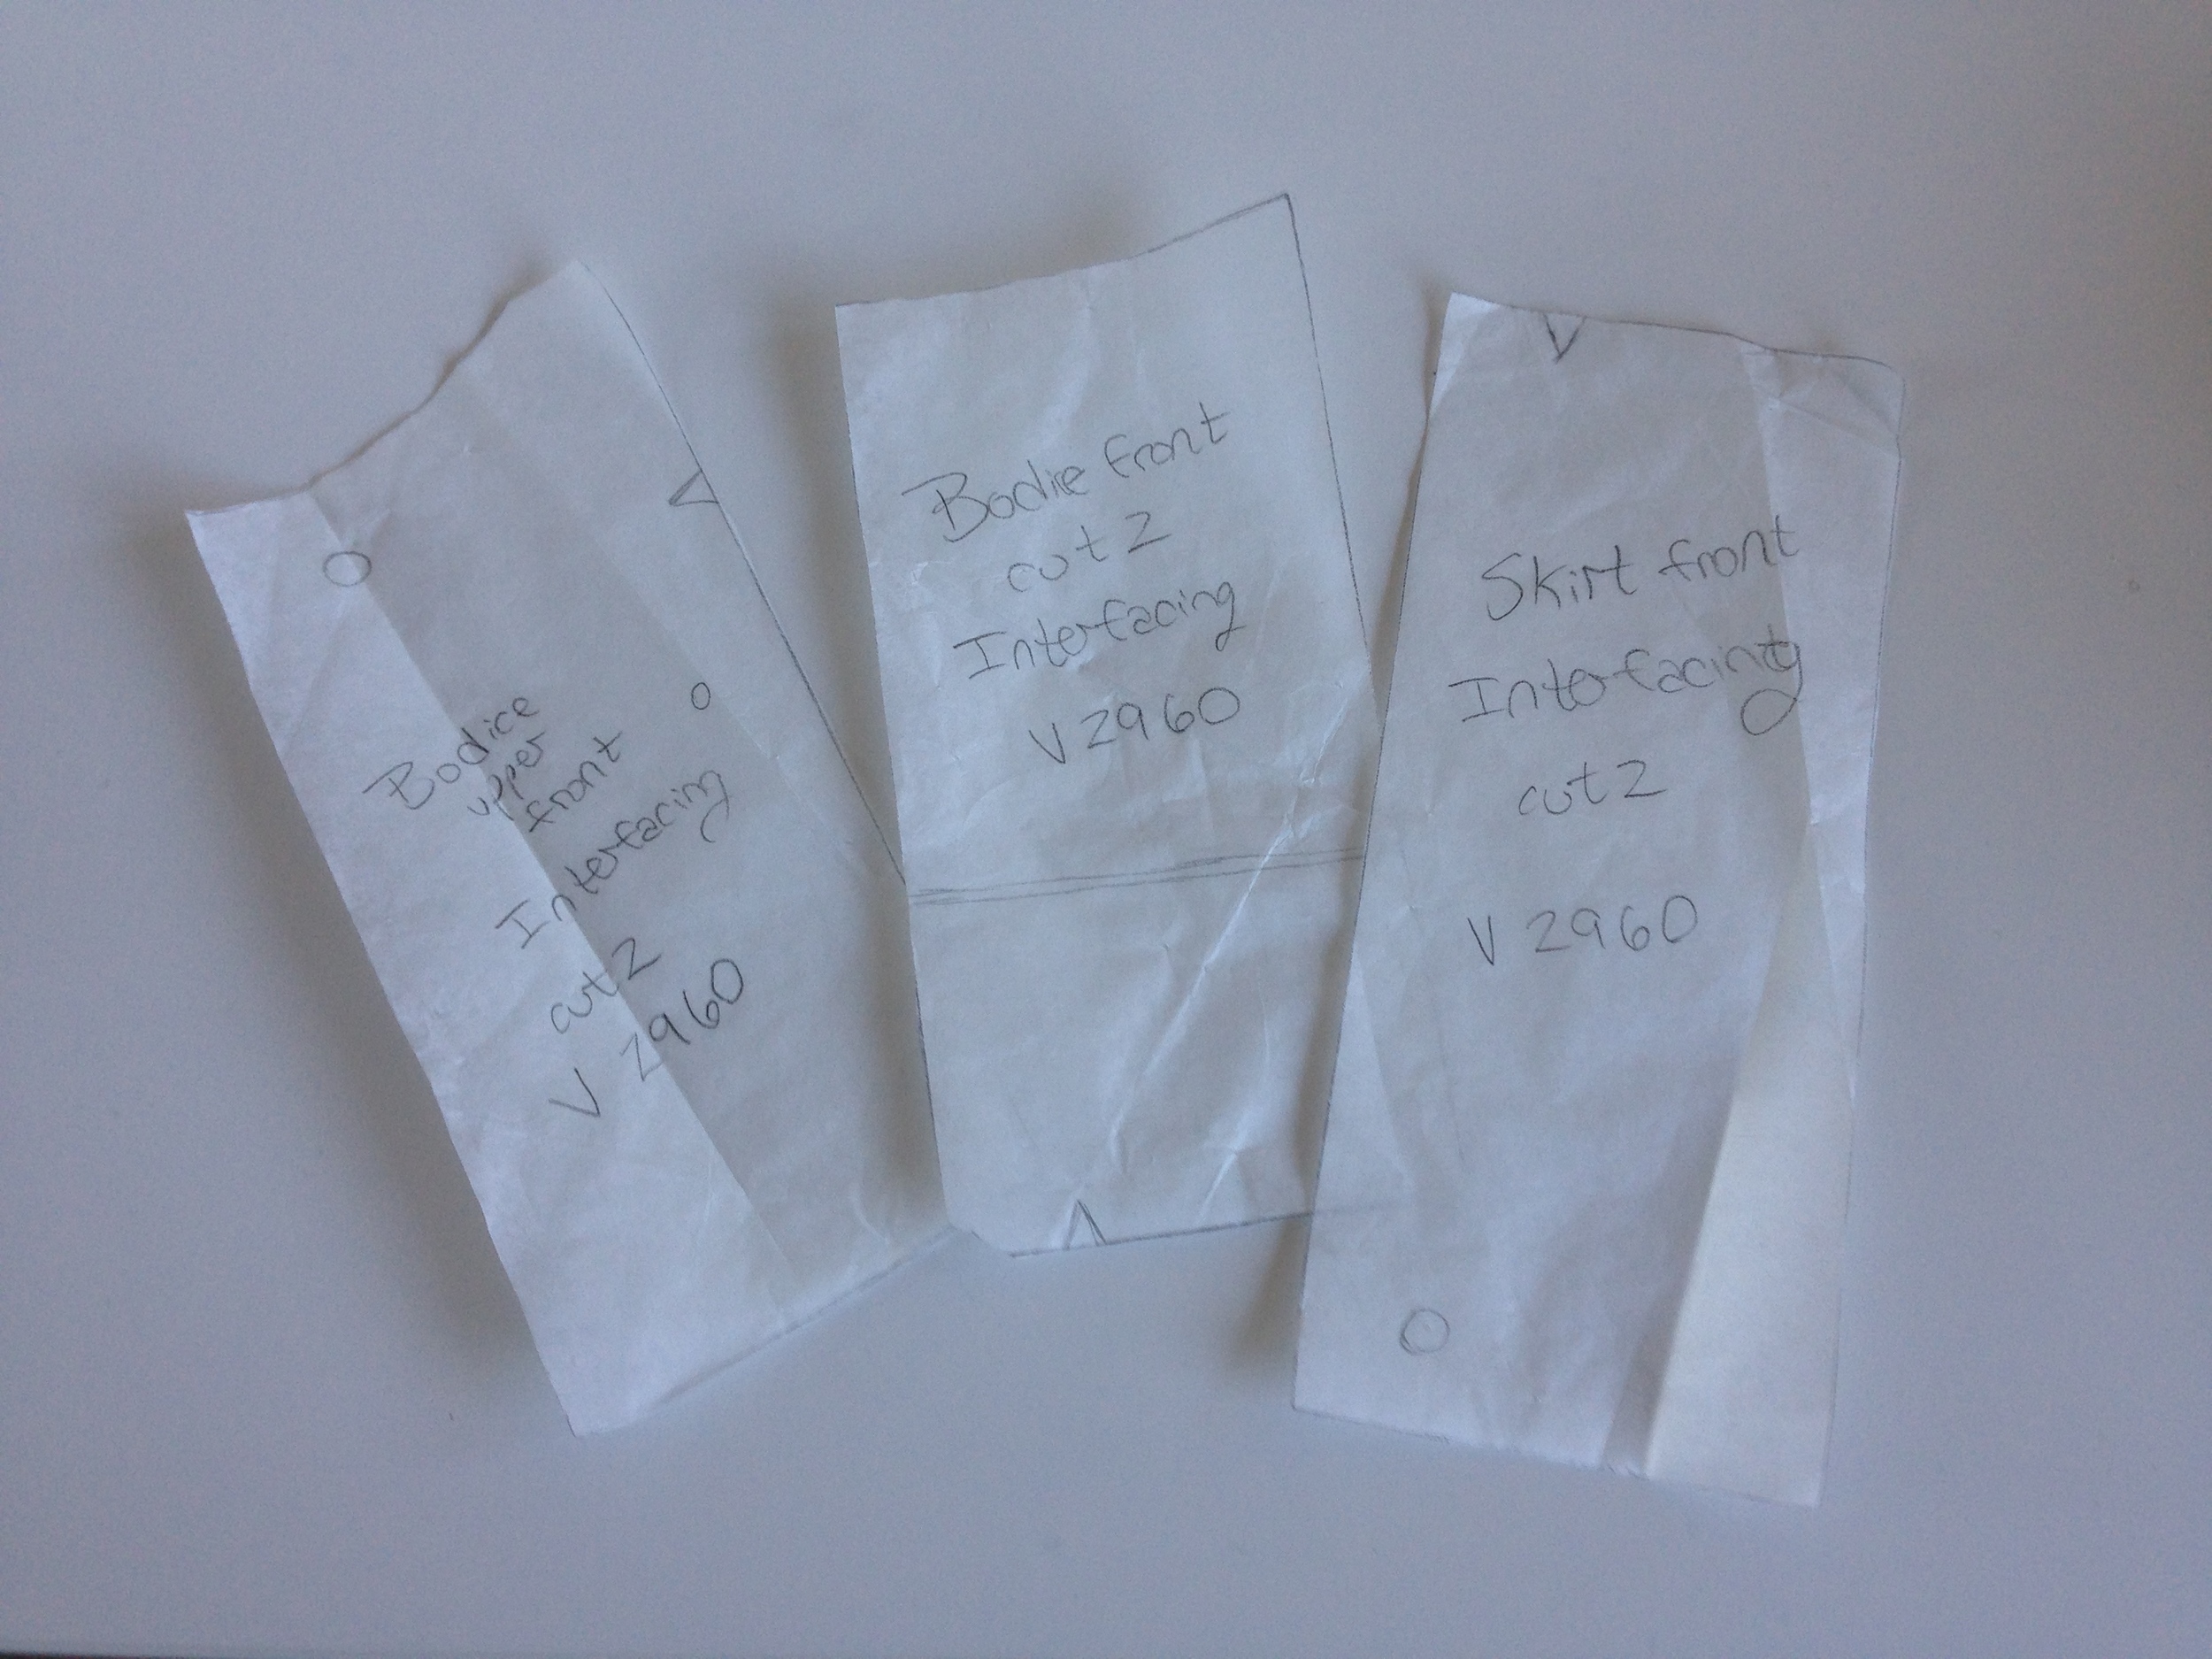 Bodice
upper
front
Interfacing
cut 2
V 2960
Bodice front
cut 2
Interfacing
V 2960
Skirt front
Interfacing
cut 2
V 2960